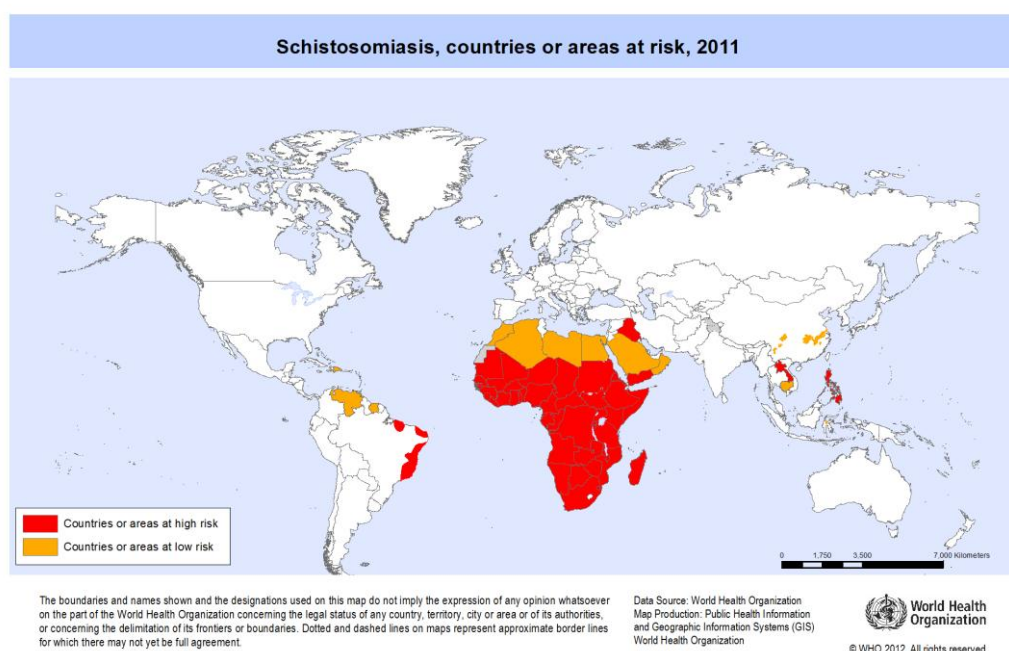 Schistosomiasis, countries or areas at risk, 2011
Countries or areas at high risk
Countries or areas at low risk
0 1,750 3,500 7,000 Kilometers
The boundaries and names shown and the designations used on this map do not imply the expression of any opinion whatsoever
on the part of the World Health Organization concerning the legal status of any country, territory, city or area or of its authorities,
or concerning the delimitation of its frontiers or boundaries. Dotted and dashed lines on maps represent approximate border lines
for which there may not yet be full agreement.
Data Source: World Health Organization
Map Production: Public Health Information
and Geographic Information Systems (GIS)
World Health Organization
World Health
Organization
© WHO 2012. All rights reserved